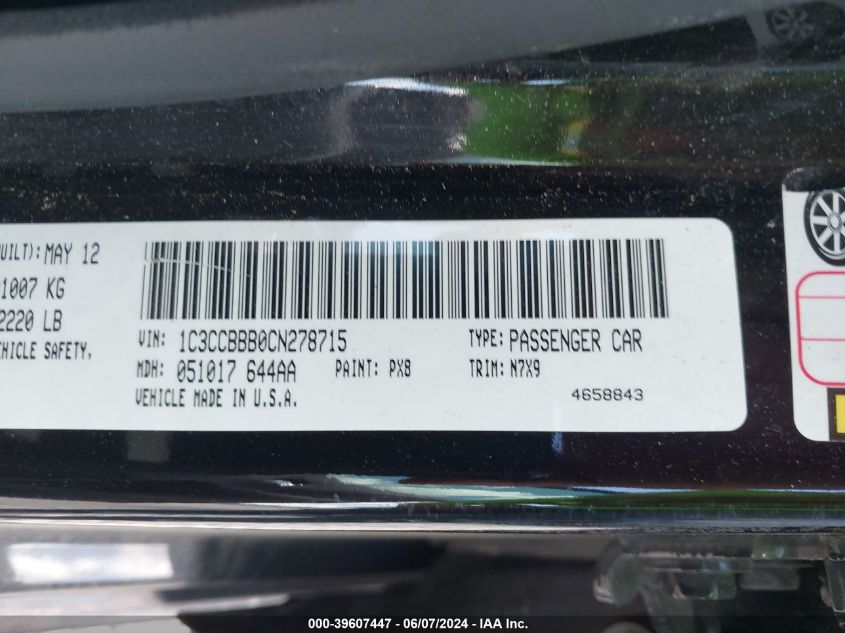 UILT): MAY 12
1007 KG
2220 LB
EHICLE SAFETY.
VIN: 1C3CCBBB0CN278715
TYPE: PASSENGER CAR
MDH: 051017 644AA
PAINT: PX8
TRIM: N7X9
VEHICLE MADE IN U.S.A.
4658843
000-39607447 - 06/07/2024 - IAA Inc.